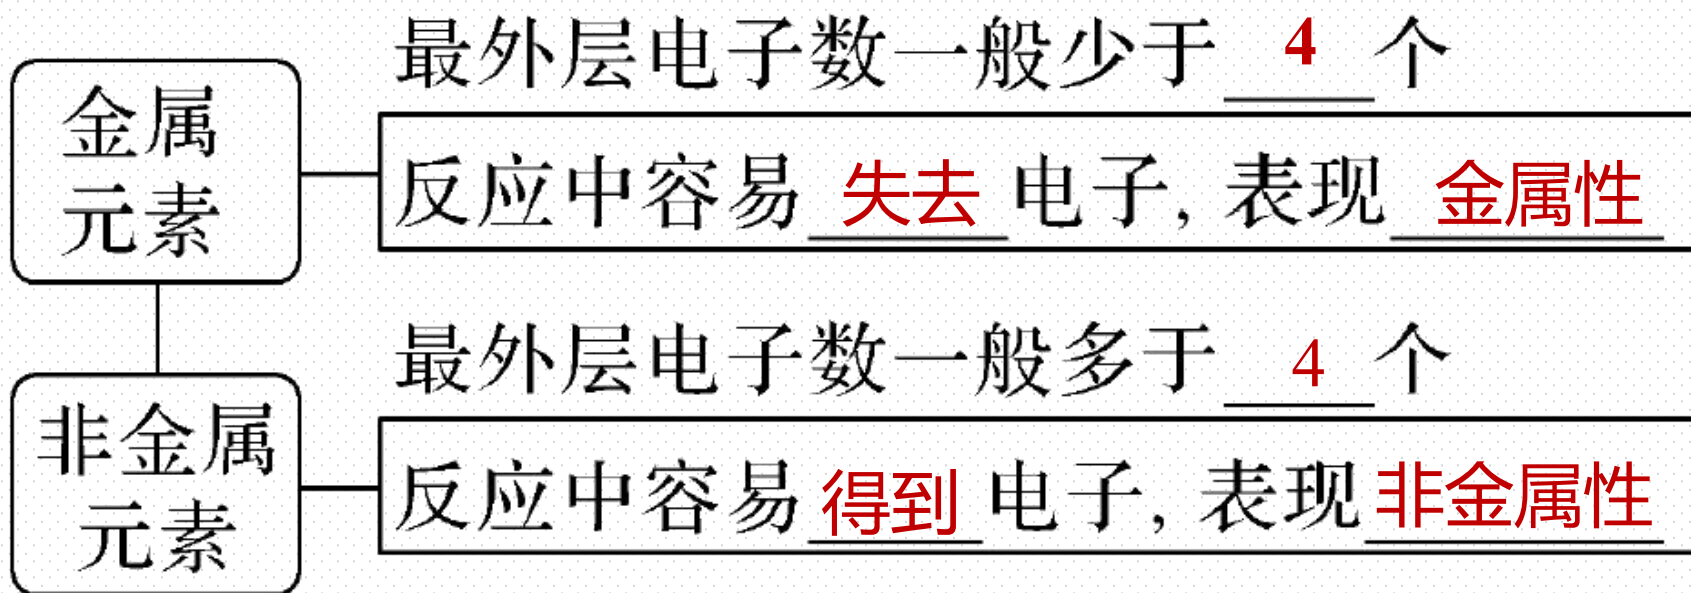 金属
元素
最外层电子数一般少于 4 个
反应中容易 失去 电子, 表现 金属性
非金属
元素
最外层电子数一般多于 4 个
反应中容易 得到 电子, 表现 非金属性